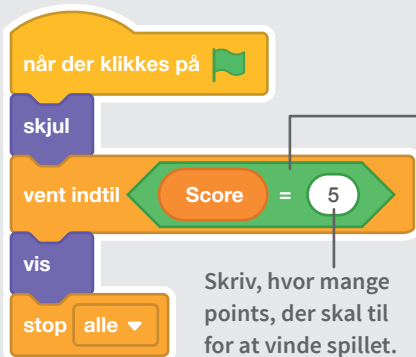 når der klikkes på
skjul
vent indtil Score = 5
vis
stop alle
Skriv, hvor mange
points, der skal til
for at vinde spillet.